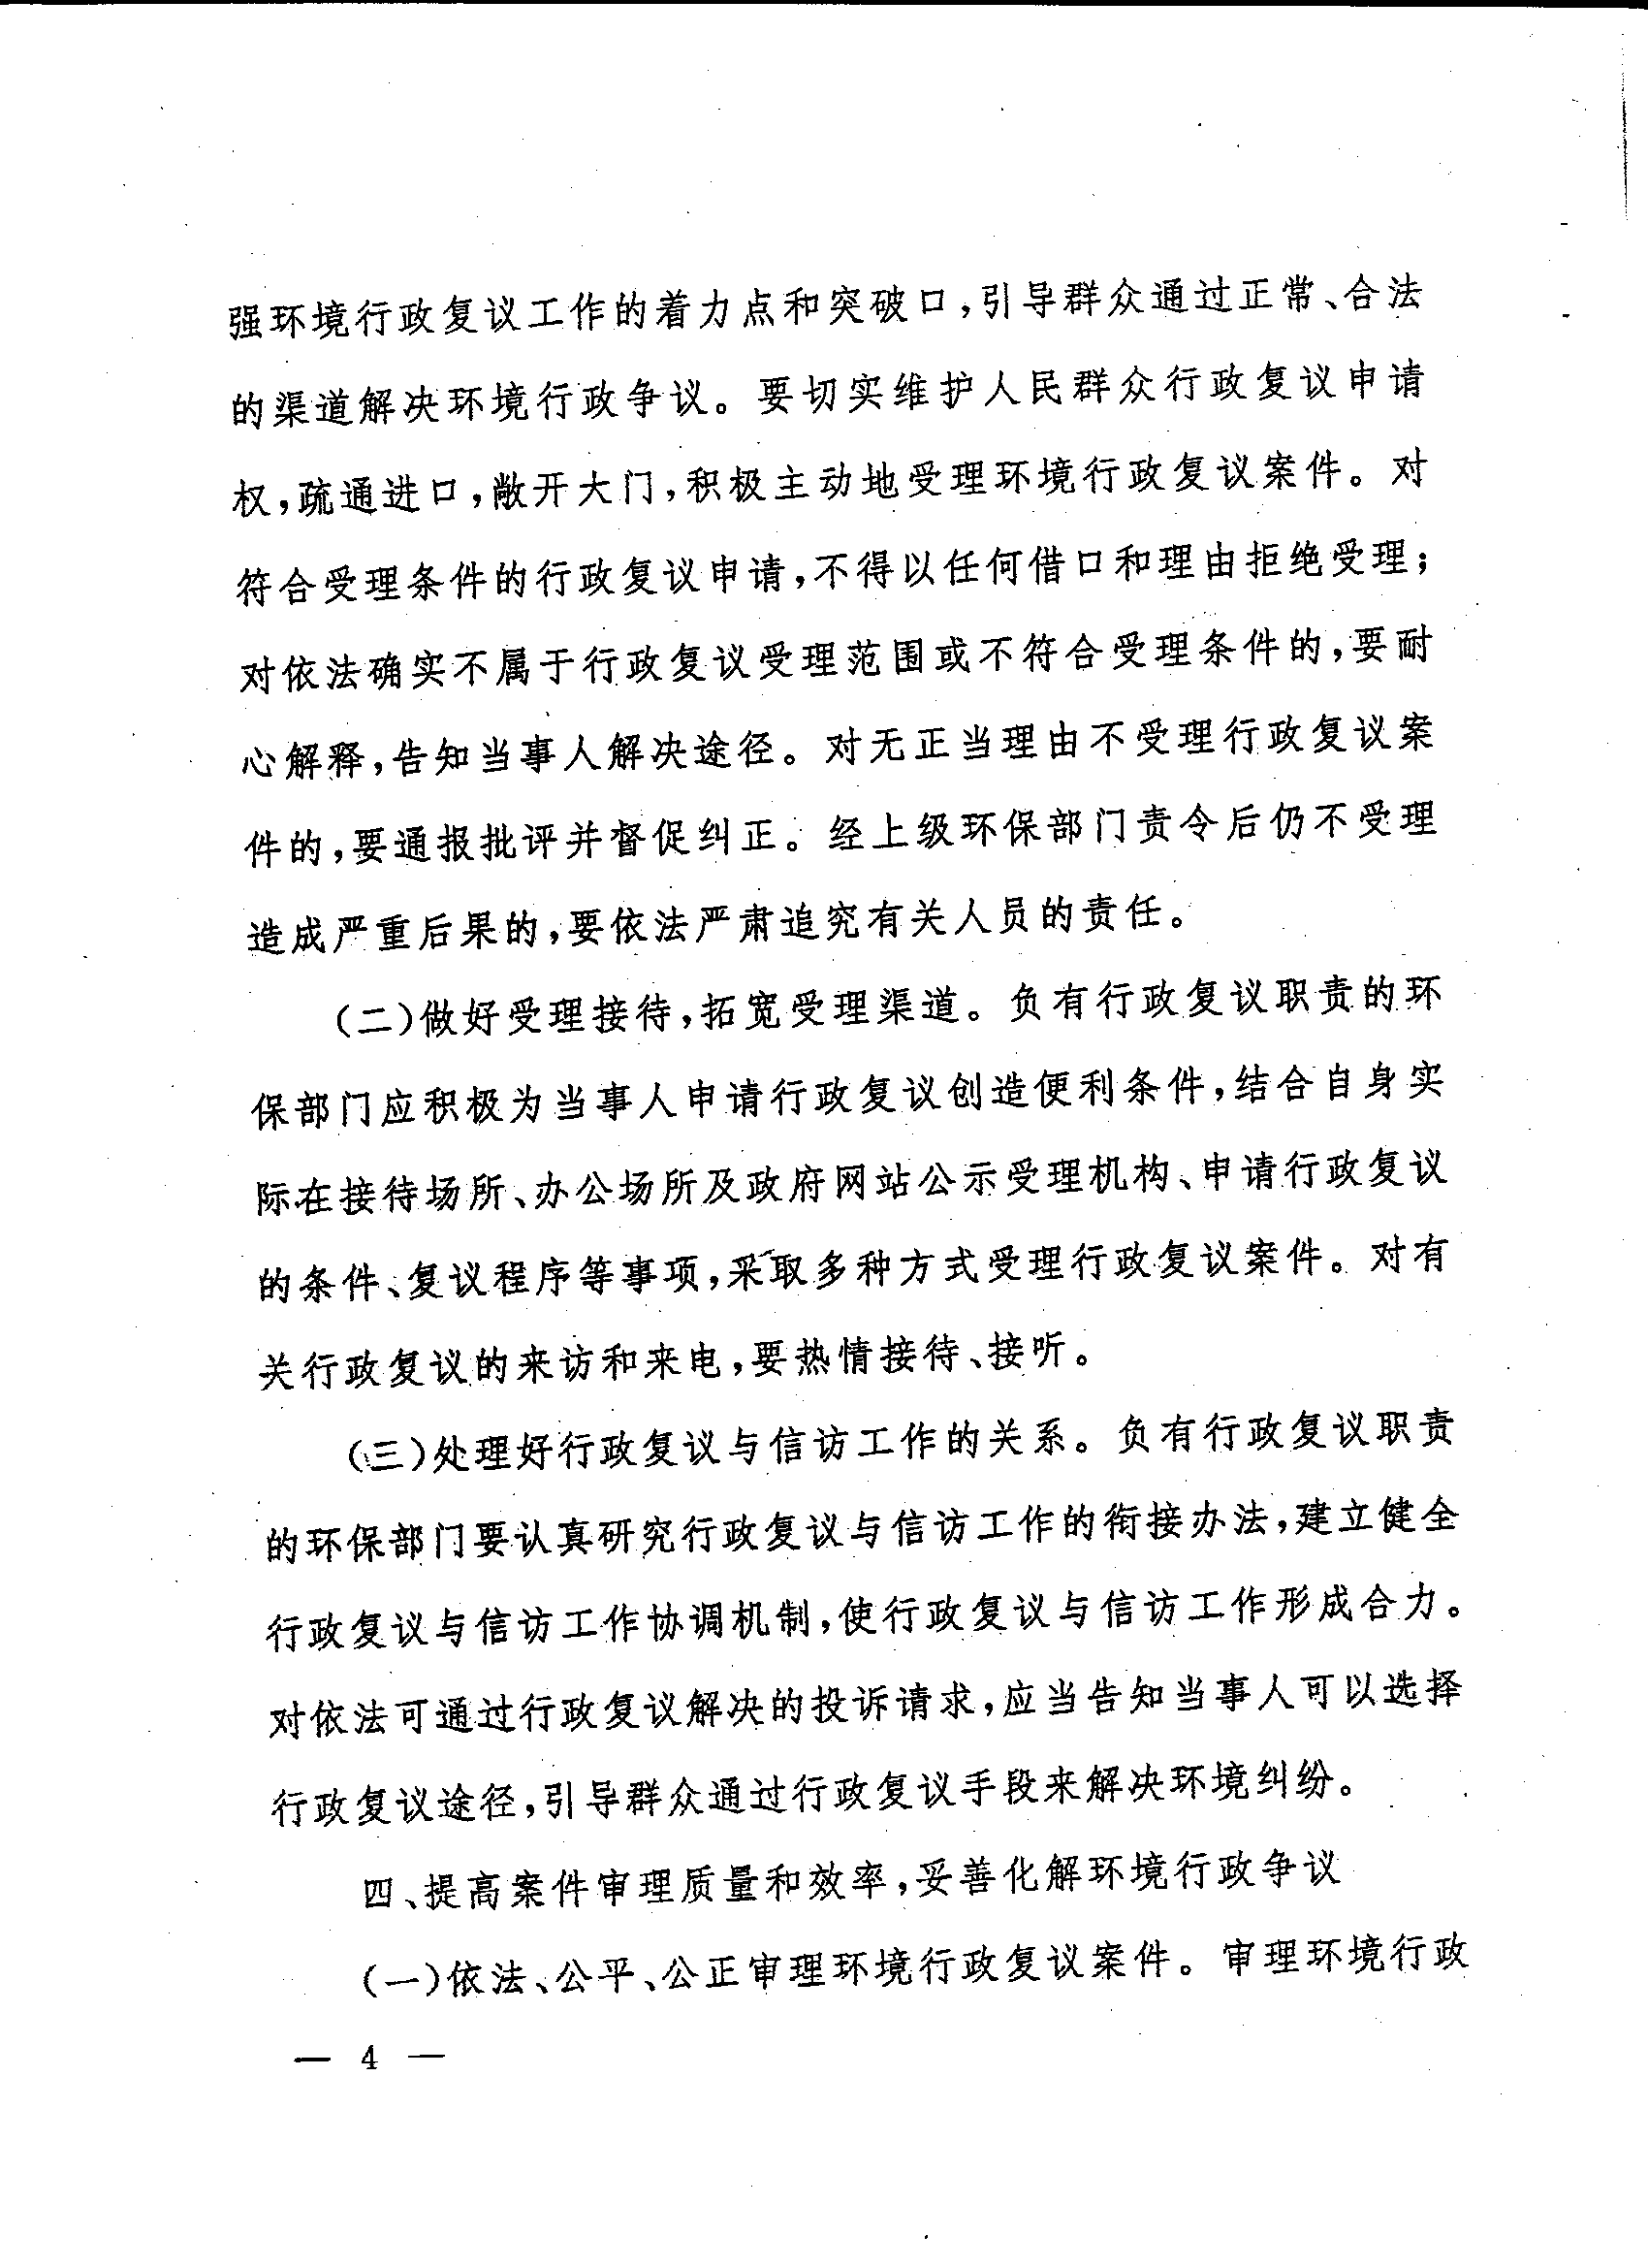 强环境行政复议工作的着力点和突破口,引导群众通过正常、合法
的渠道解决环境行政争议。要切实维护人民群众行政复议申请
权,疏通进口,敞开大门,积极主动地受理环境行政复议案件。对
符合受理条件的行政复议申请,不得以任何借口和理由拒绝受理;
对依法确实不属于行政复议受理范围或不符合受理条件的,要耐
心解释,告知当事人解决途径。对无正当理由不受理行政复议案
件的,要通报批评并督促纠正。经上级环保部门责令后仍不受理
造成严重后果的,要依法严肃追究有关人员的责任。
(二)做好受理接待,拓宽受理渠道。负有行政复议职责的环
保部门应积极为当事人申请行政复议创造便利条件,结合自身实
际在接待场所、办公场所及政府网站公示受理机构、申请行政复议
的条件、复议程序等事项,采取多种方式受理行政复议案件。对有
关行政复议的来访和来电,要热情接待、接听。
(三)处理好行政复议与信访工作的关系。负有行政复议职责
的环保部门要认真研究行政复议与信访工作的衔接办法,建立健全
行政复议与信访工作协调机制,使行政复议与信访工作形成合力。
对依法可通过行政复议解决的投诉请求,应当告知当事人可以选择
行政复议途径,引导群众通过行政复议手段来解决环境纠纷。
四、提高案件审理质量和效率,妥善化解环境行政争议
(一)依法、公平、公正审理环境行政复议案件。审理环境行政
— 4 —